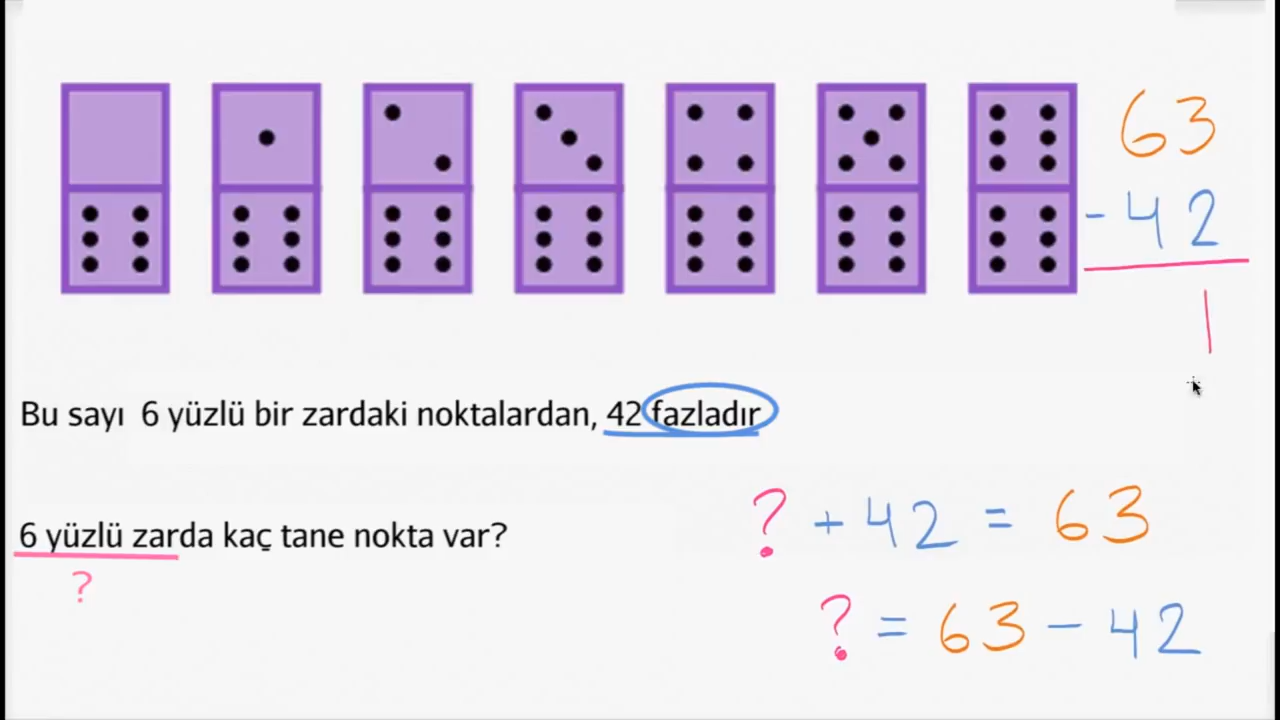 63
- 42
1
Bu sayı 6 yüzlü bir zardaki noktalardan, 42 fazladır
6 yüzlü zarda kaç tane nokta var?
?
? + 42 = 63
? = 63 - 42